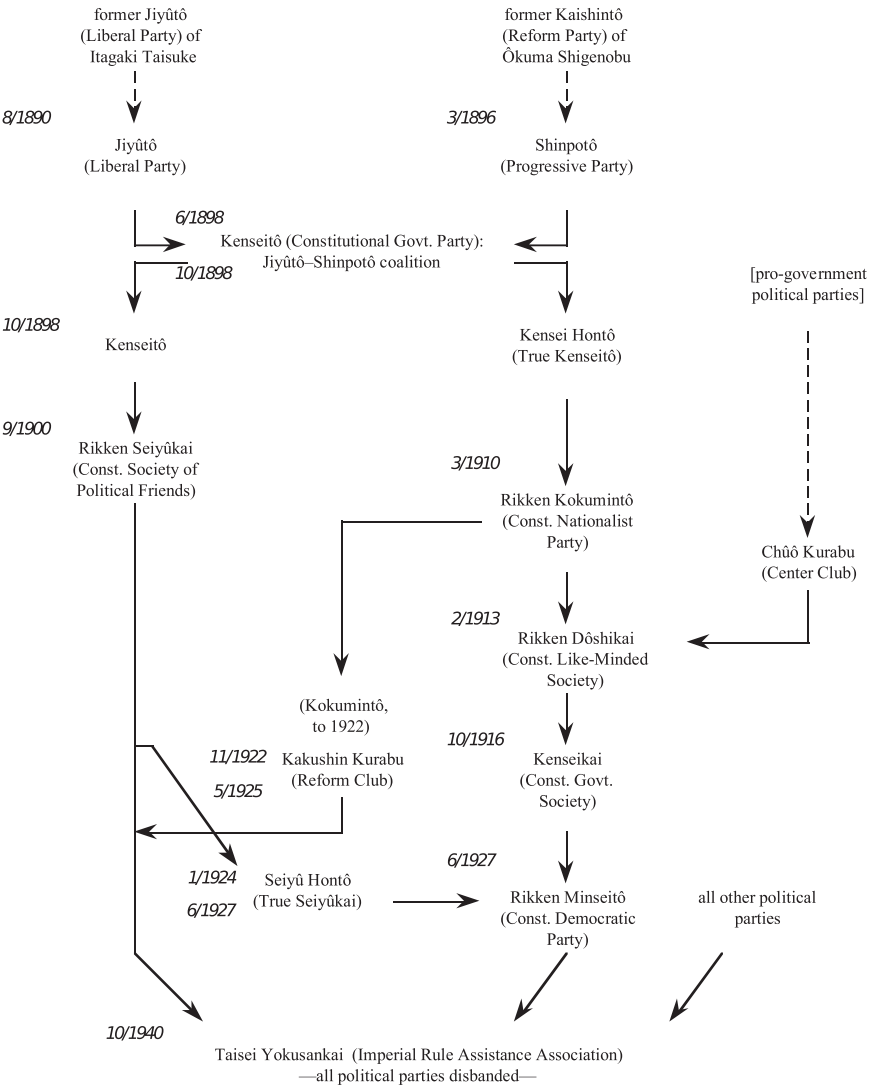 former Jiyûtô
(Liberal Party) of
Itagaki Taisuke
former Kaishintô
(Reform Party) of
Ôkuma Shigenobu
8/1890
3/1896
Jiyûtô
(Liberal Party)
Shinpotô
(Progressive Party)
6/1898
Kenseitô (Constitutional Govt. Party):
Jiyûtô–Shinpotô coalition
10/1898
[pro-government
political parties]
10/1898
Kenseitô
Kensei Hontô
(True Kenseitô)
9/1900
Rikken Seiyûkai
(Const. Society of
Political Friends)
3/1910
Rikken Kokumintô
(Const. Nationalist
Party)
Chûô Kurabu
(Center Club)
2/1913
Rikken Dôshikai
(Const. Like-Minded
Society)
(Kokumintô,
to 1922)
11/1922
Kakushin Kurabu
(Reform Club)
5/1925
10/1916
Kenseikai
(Const. Govt.
Society)
1/1924
6/1927
Seiyû Hontô
(True Seiyûkai)
6/1927
Rikken Minseitô
(Const. Democratic
Party)
all other political
parties
10/1940
Taisei Yokusankai (Imperial Rule Assistance Association)
—all political parties disbanded—